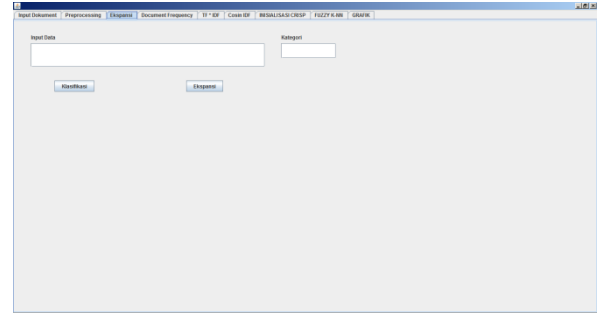 Input Dokument Preprocessing Ekspansi Document Frequency TF * IDF Cosin IDF INISIALISASI CRISP FUZZY K-NN GRAFIK
Input Data Kategori
Klasifikasi Ekspansi